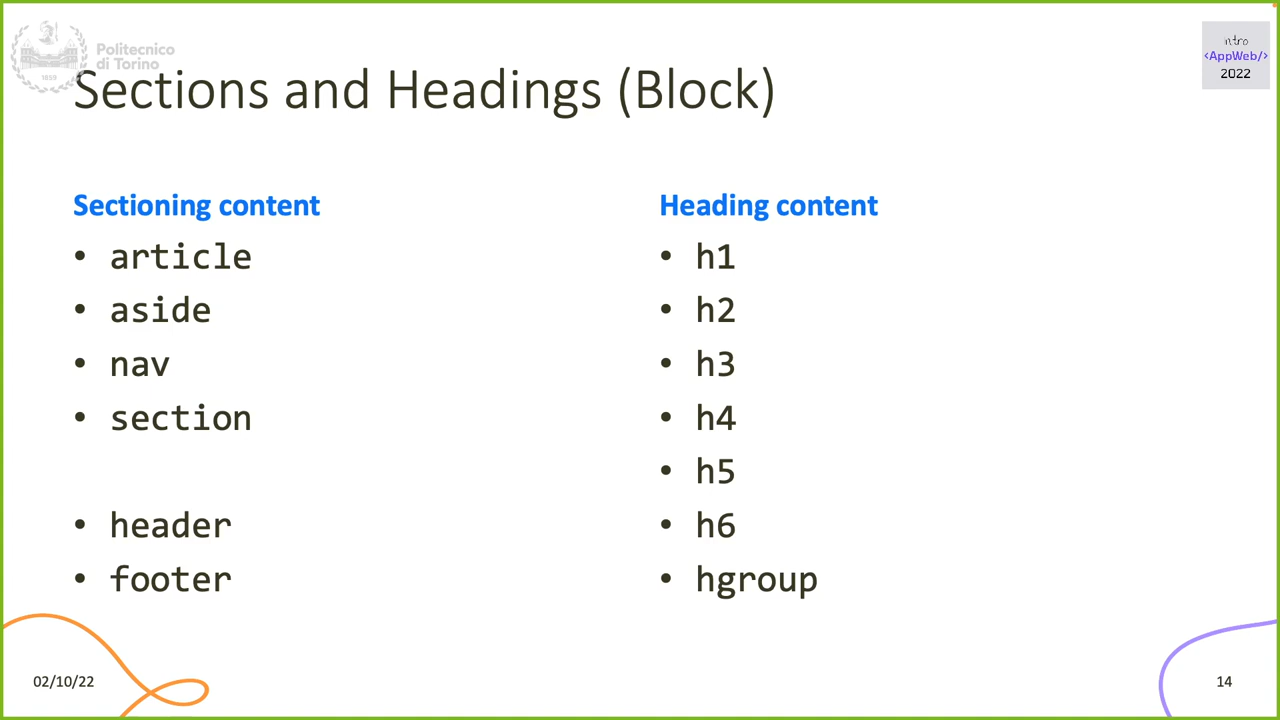 Politecnico
di Torino
1859
intro
<AppWeb/>
2022
Sections and Headings (Block)
Sectioning content
• article
• aside
• nav
• section
• header
• footer
Heading content
• h1
• h2
• h3
• h4
• h5
• h6
• hgroup
02/10/22
14